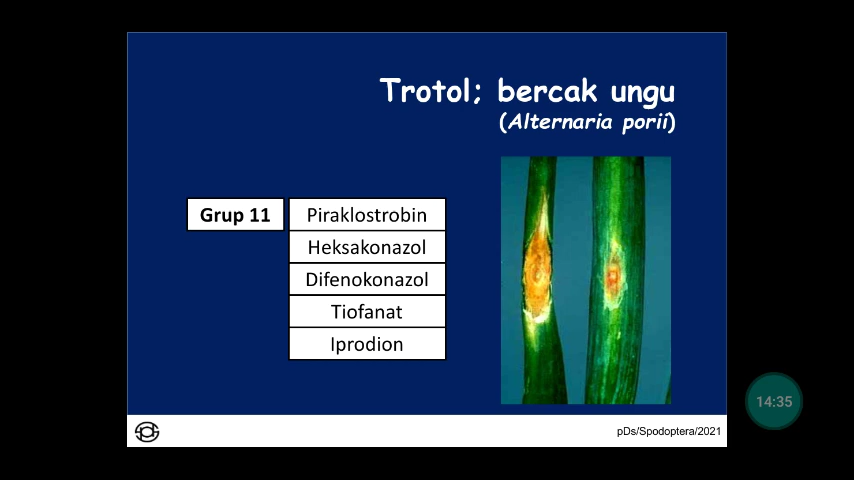 Trotol; bercak ungu
(Alternaria porii)
Grup 11
Piraklostrobin
Heksakonazol
Difenokonazol
Tiofanat
Iprodion
14:35
pDs/Spodoptera/2021